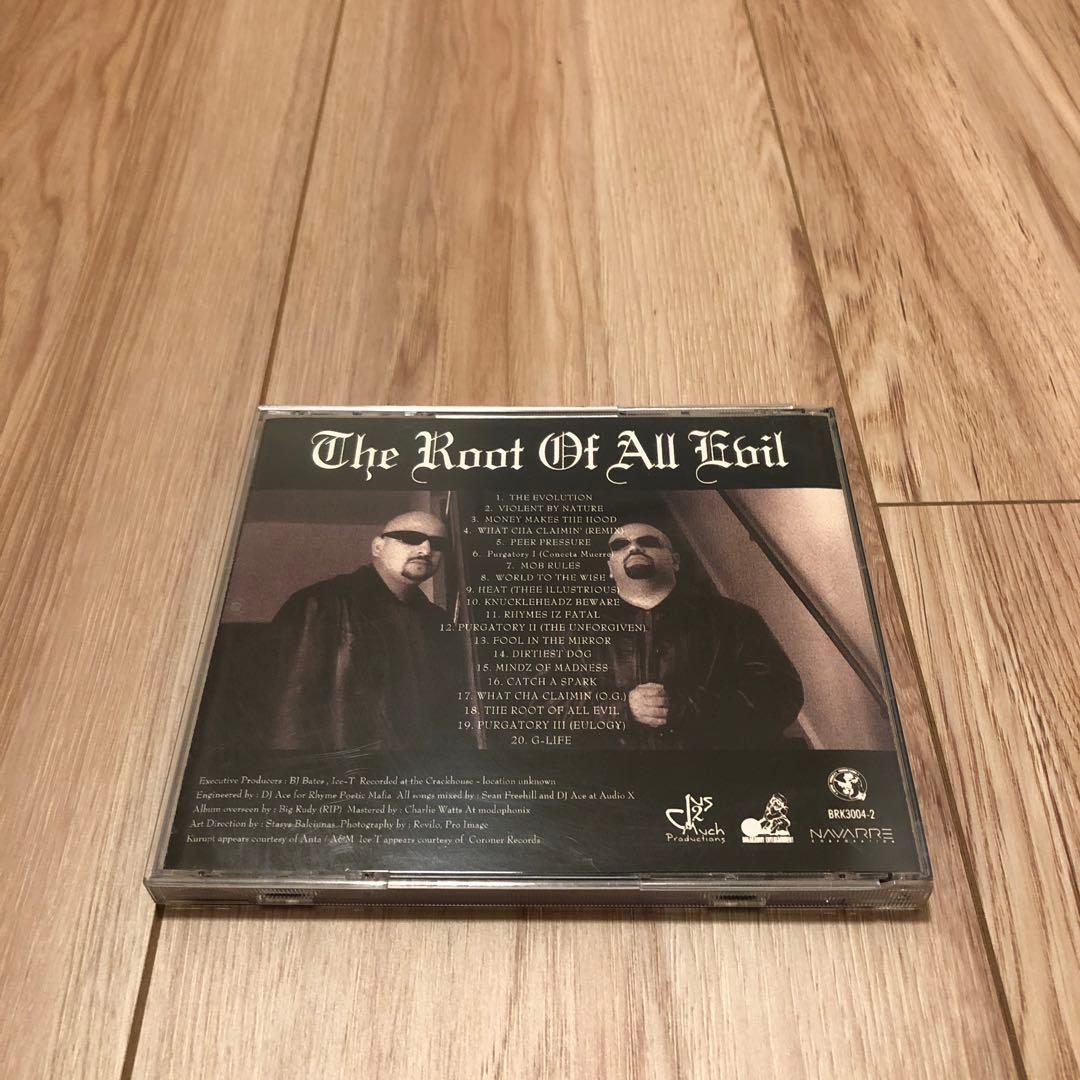 The Root Of All Evil
1. THE EVOLUTION
2. VIOLENT BY NATURE
3. MONEY MAKES THE HOOD
4. WHAT CHA CLAIMIN' (REMIX)
5. PEER PRESSURE
6. Purgatory I (Conecta Muerro)
7. MOB RULES
8. WORLD TO THE WISE
9. HEAT (THEE ILLUSTRIOUS)
10. KNUCKLEHEADZ BEWARE
11. RHYMES IZ FATAL
12. PURGATORY II (THE UNFORGIVEN)
13. FOOL IN THE MIRROR
14. DIRTIEST DOG
15. MINDZ OF MADNESS
16. CATCH A SPARK
17. WHAT CHA CLAIMIN (O.G.)
18. THE ROOT OF ALL EVIL
19. PURGATORY III (EULOGY)
20. G-LIFE
Executive Producers : BJ Bates , Ice-T Recorded at the Crackhouse - location unknown
Engineered by : DJ Ace for Rhyme Poetic Mafia All songs mixed by : Sean Freehill and DJ Ace at Audio X
Album overseen by : Big Rudy (RIP) Mastered by : Charlie Watts At modophonix
Art Direction by : Stasys Balciunas Photography by : Revilo, Pro Image
Kurupt appears courtesy of Anta / A&M Ice T appears courtesy of Coroner Records
Jus 2 Much
Productions
BRK3004-2
NAVARRE
CORPORATION